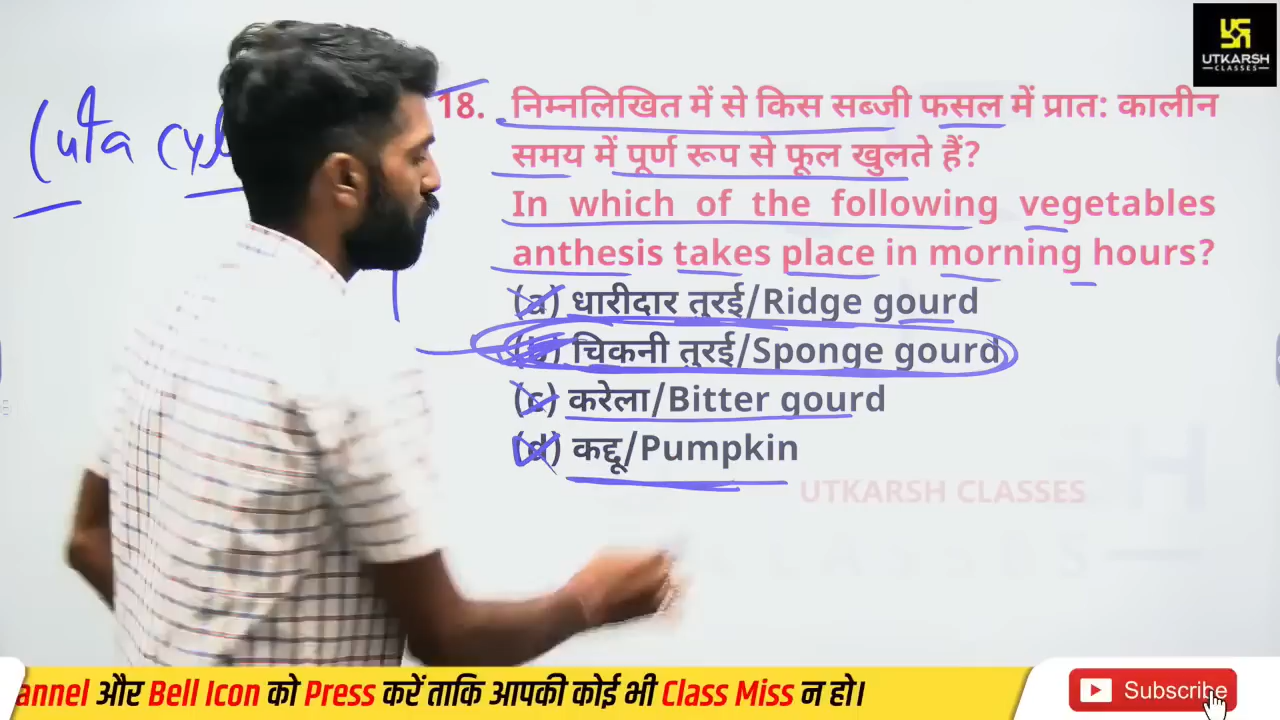 UTKARSH
CLASSES
18. निम्नलिखित में से किस सब्जी फसल में प्रात: कालीन
समय में पूर्ण रूप से फूल खुलते हैं?
In which of the following vegetables
anthesis takes place in morning hours?
(a) धारीदार तुरई/Ridge gourd
(b) चिकनी तुरई/Sponge gourd
(c) करेला/Bitter gourd
(d) कद्दू/Pumpkin
UTKARSH CLASSES
annel और Bell Icon को Press करें ताकि आपकी कोई भी Class Miss न हो।
Subscribe